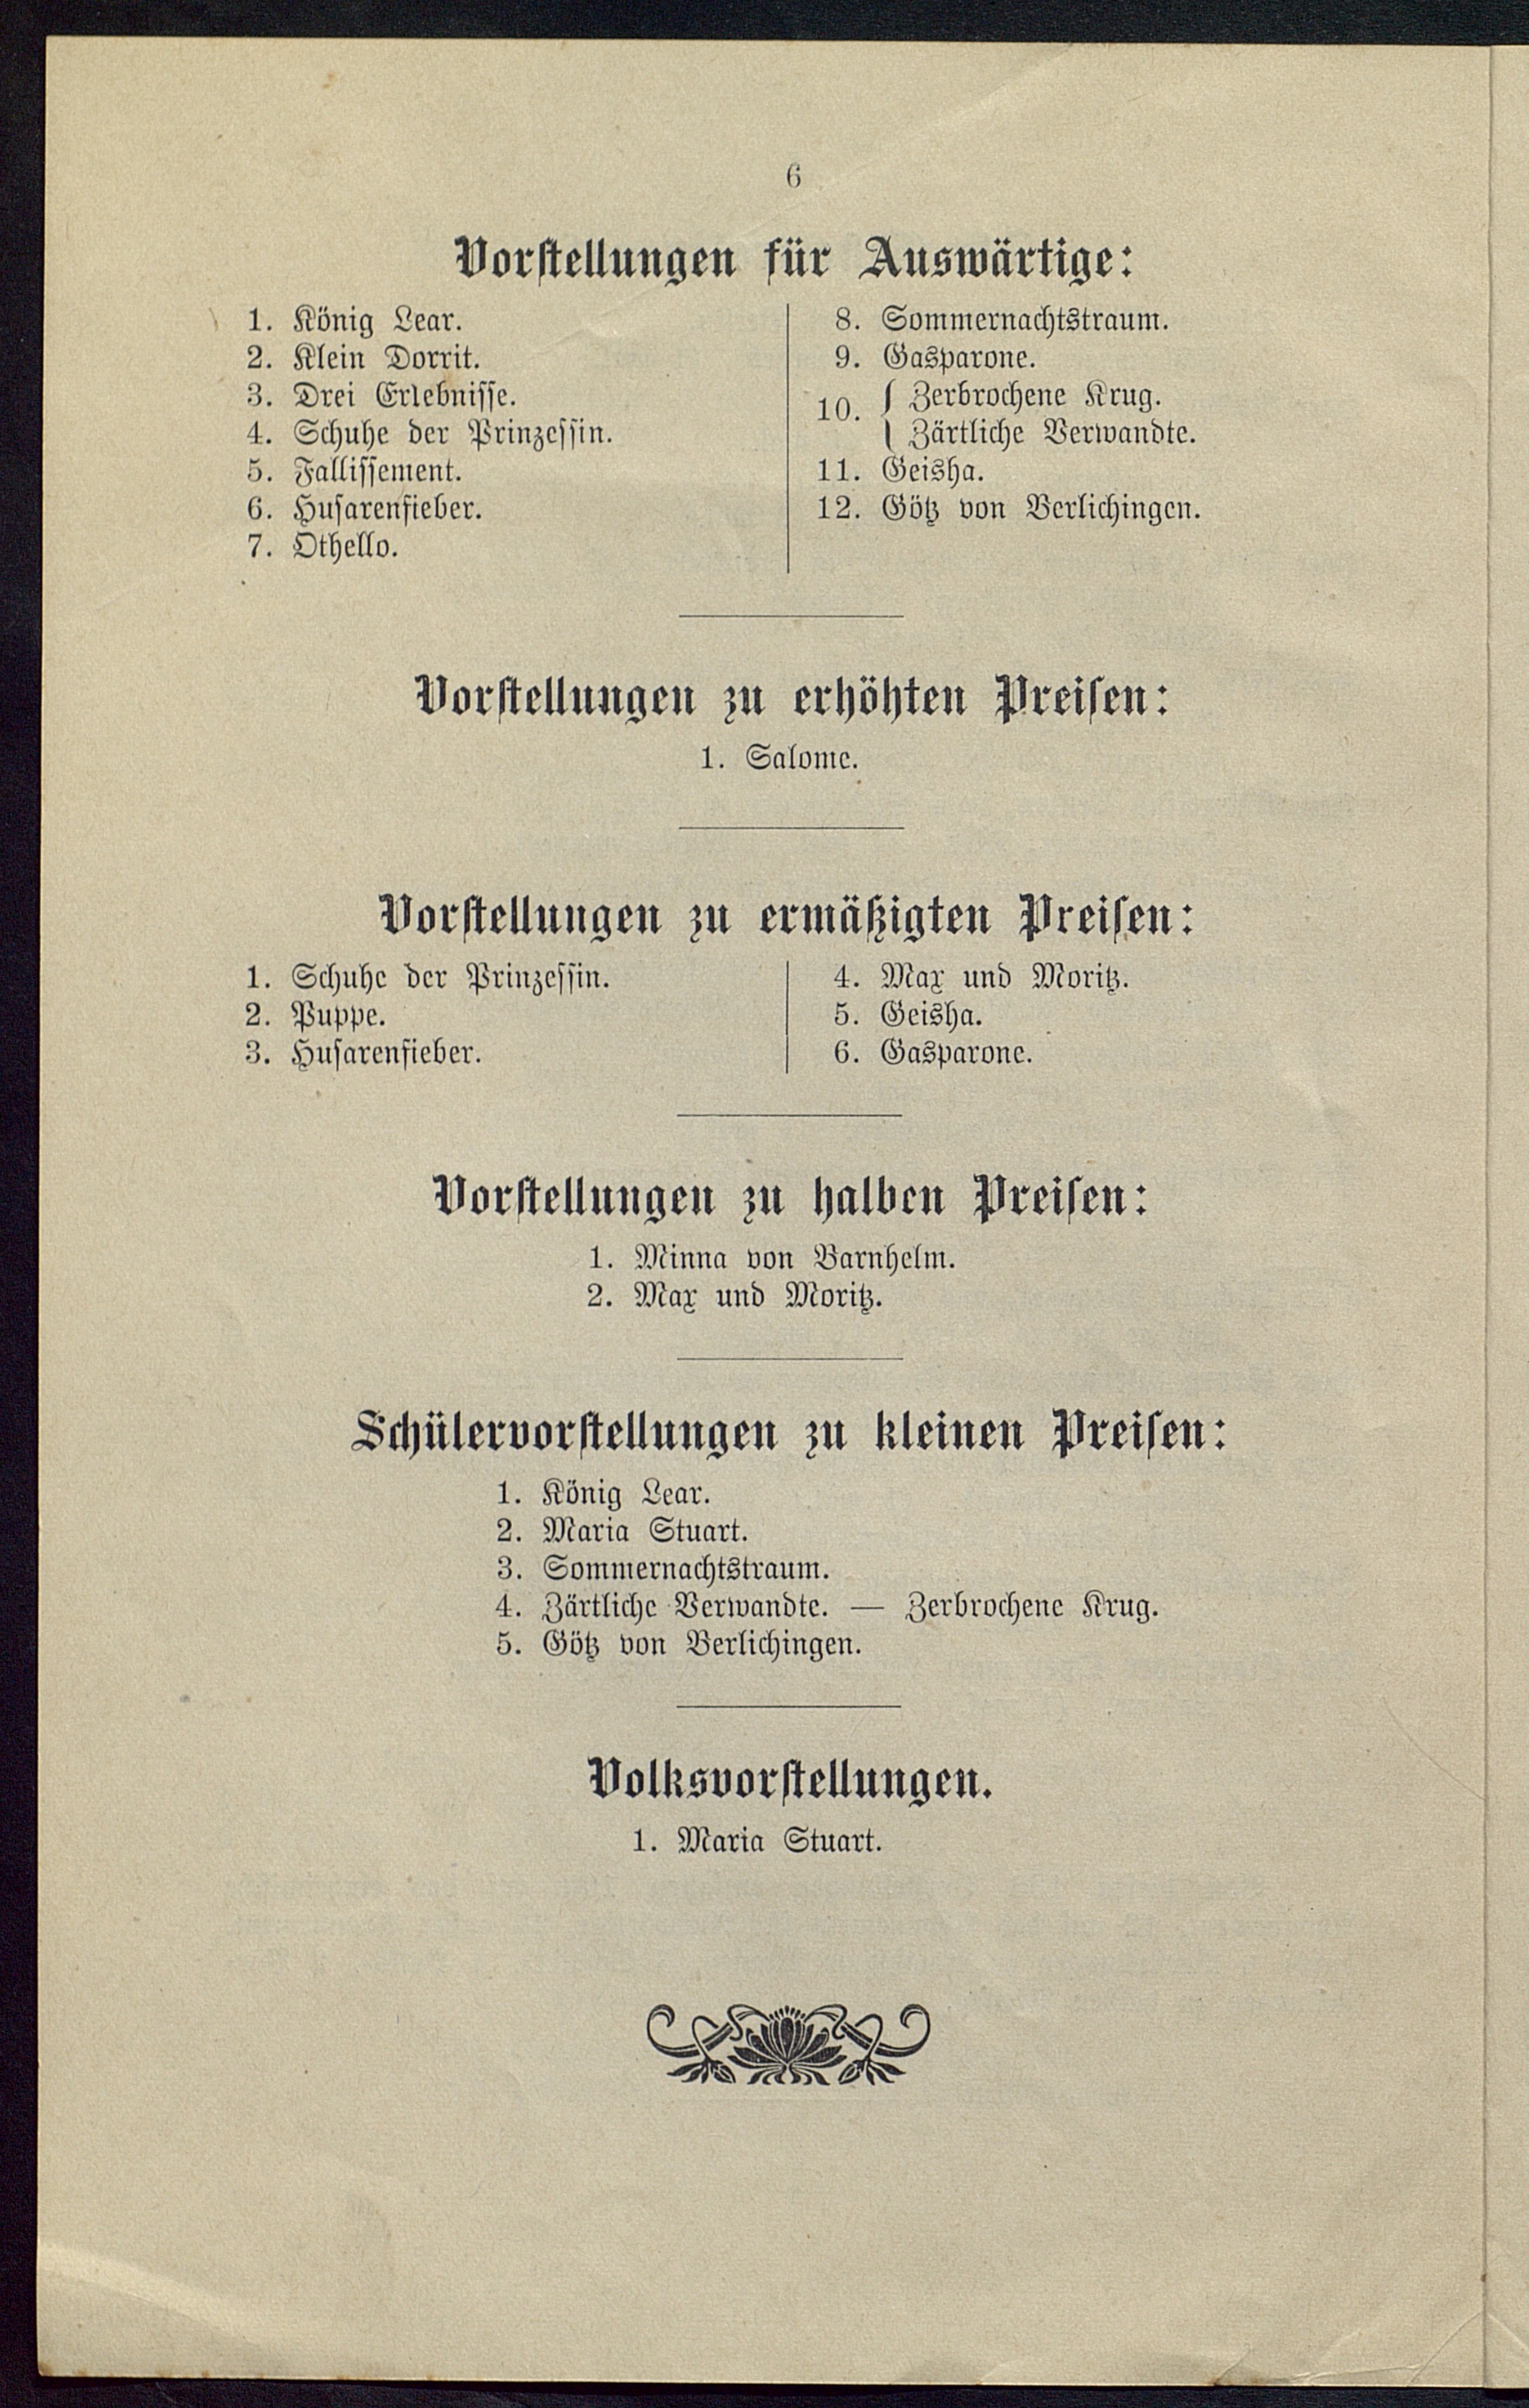 6
Vorstellungen für Auswärtige:
1. König Lear.
2. Klein Dorrit.
3. Drei Erlebnisse.
4. Schuhe der Prinzessin.
5. Fallissement.
6. Husarenfieber.
7. Othello.
8. Sommernachtstraum.
9. Gasparone.
10. { Zerbrochene Krug.
Zärtliche Verwandte.
11. Geisha.
12. Götz von Berlichingen.
Vorstellungen zu erhöhten Preisen:
1. Salome.
Vorstellungen zu ermäßigten Preisen:
1. Schuhe der Prinzessin.
2. Puppe.
3. Husarenfieber.
4. Max und Moritz.
5. Geisha.
6. Gasparone.
Vorstellungen zu halben Preisen:
1. Minna von Barnhelm.
2. Max und Moritz.
Schülervorstellungen zu kleinen Preisen:
1. König Lear.
2. Maria Stuart.
3. Sommernachtstraum.
4. Zärtliche Verwandte. — Zerbrochene Krug.
5. Götz von Berlichingen.
Volksvorstellungen.
1. Maria Stuart.